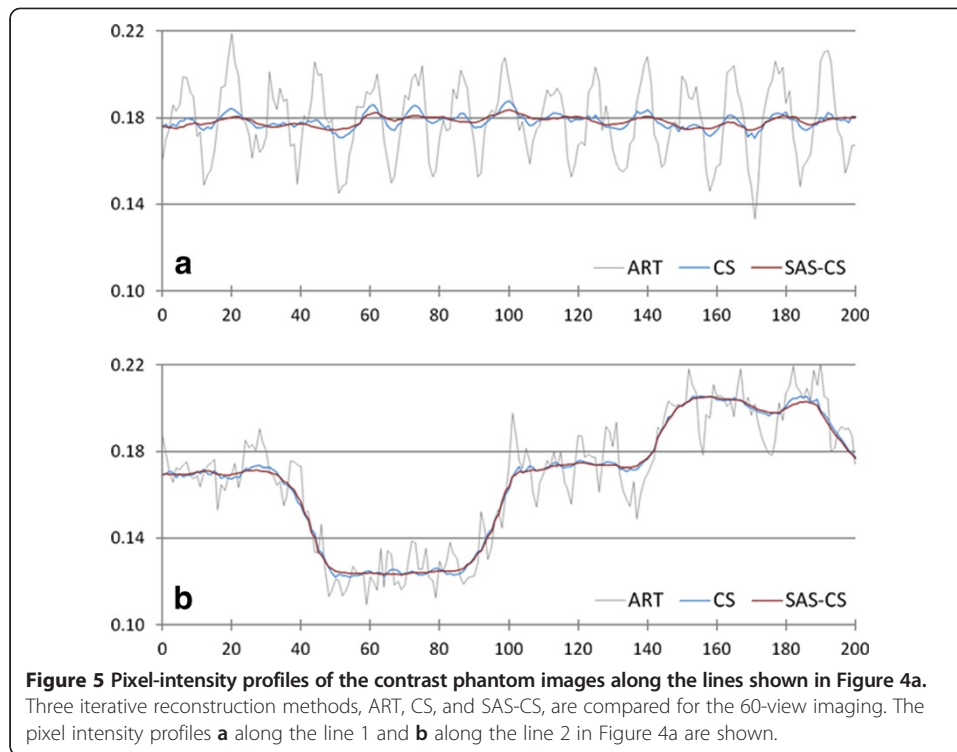 0.22
0.18
0.14
0.10
a
ART CS SAS-CS
0 20 40 60 80 100 120 140 160 180 200
0.22
0.18
0.14
0.10
b
ART CS SAS-CS
0 20 40 60 80 100 120 140 160 180 200
Figure 5 Pixel-intensity profiles of the contrast phantom images along the lines shown in Figure 4a.
Three iterative reconstruction methods, ART, CS, and SAS-CS, are compared for the 60-view imaging. The
pixel intensity profiles a along the line 1 and b along the line 2 in Figure 4a are shown.